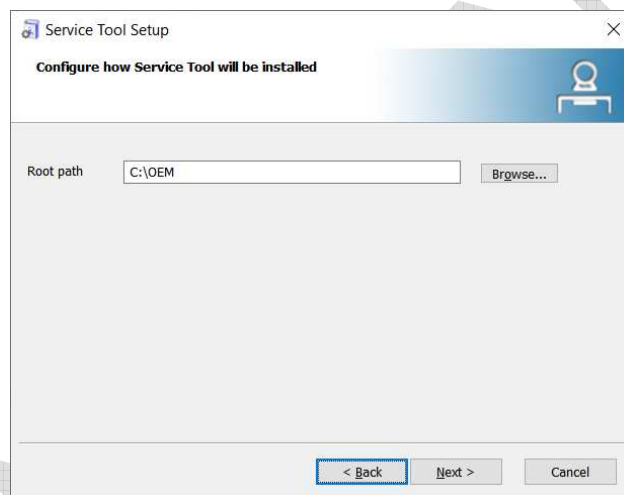 Service Tool Setup
Configure how Service Tool will be installed
Root path C:\OEM Browse...
< Back Next > Cancel